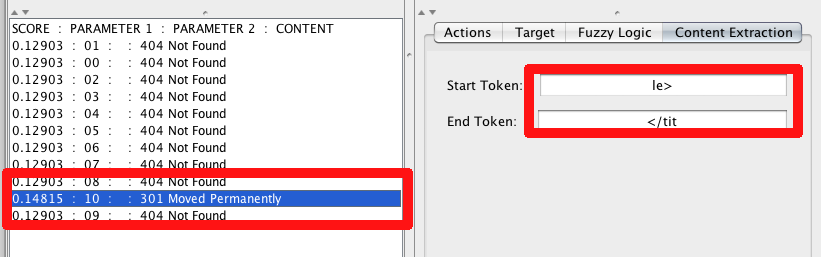 SCORE : PARAMETER 1 : PARAMETER 2 : CONTENT
0.12903 : 01 : : 404 Not Found
0.12903 : 00 : : 404 Not Found
0.12903 : 02 : : 404 Not Found
0.12903 : 03 : : 404 Not Found
0.12903 : 04 : : 404 Not Found
0.12903 : 05 : : 404 Not Found
0.12903 : 06 : : 404 Not Found
0.12903 : 07 : : 404 Not Found
0.12903 : 08 : : 404 Not Found
0.14815 : 10 : : 301 Moved Permanently
0.12903 : 09 : : 404 Not Found
Actions Target Fuzzy Logic Content Extraction
Start Token: le>
End Token: </tit